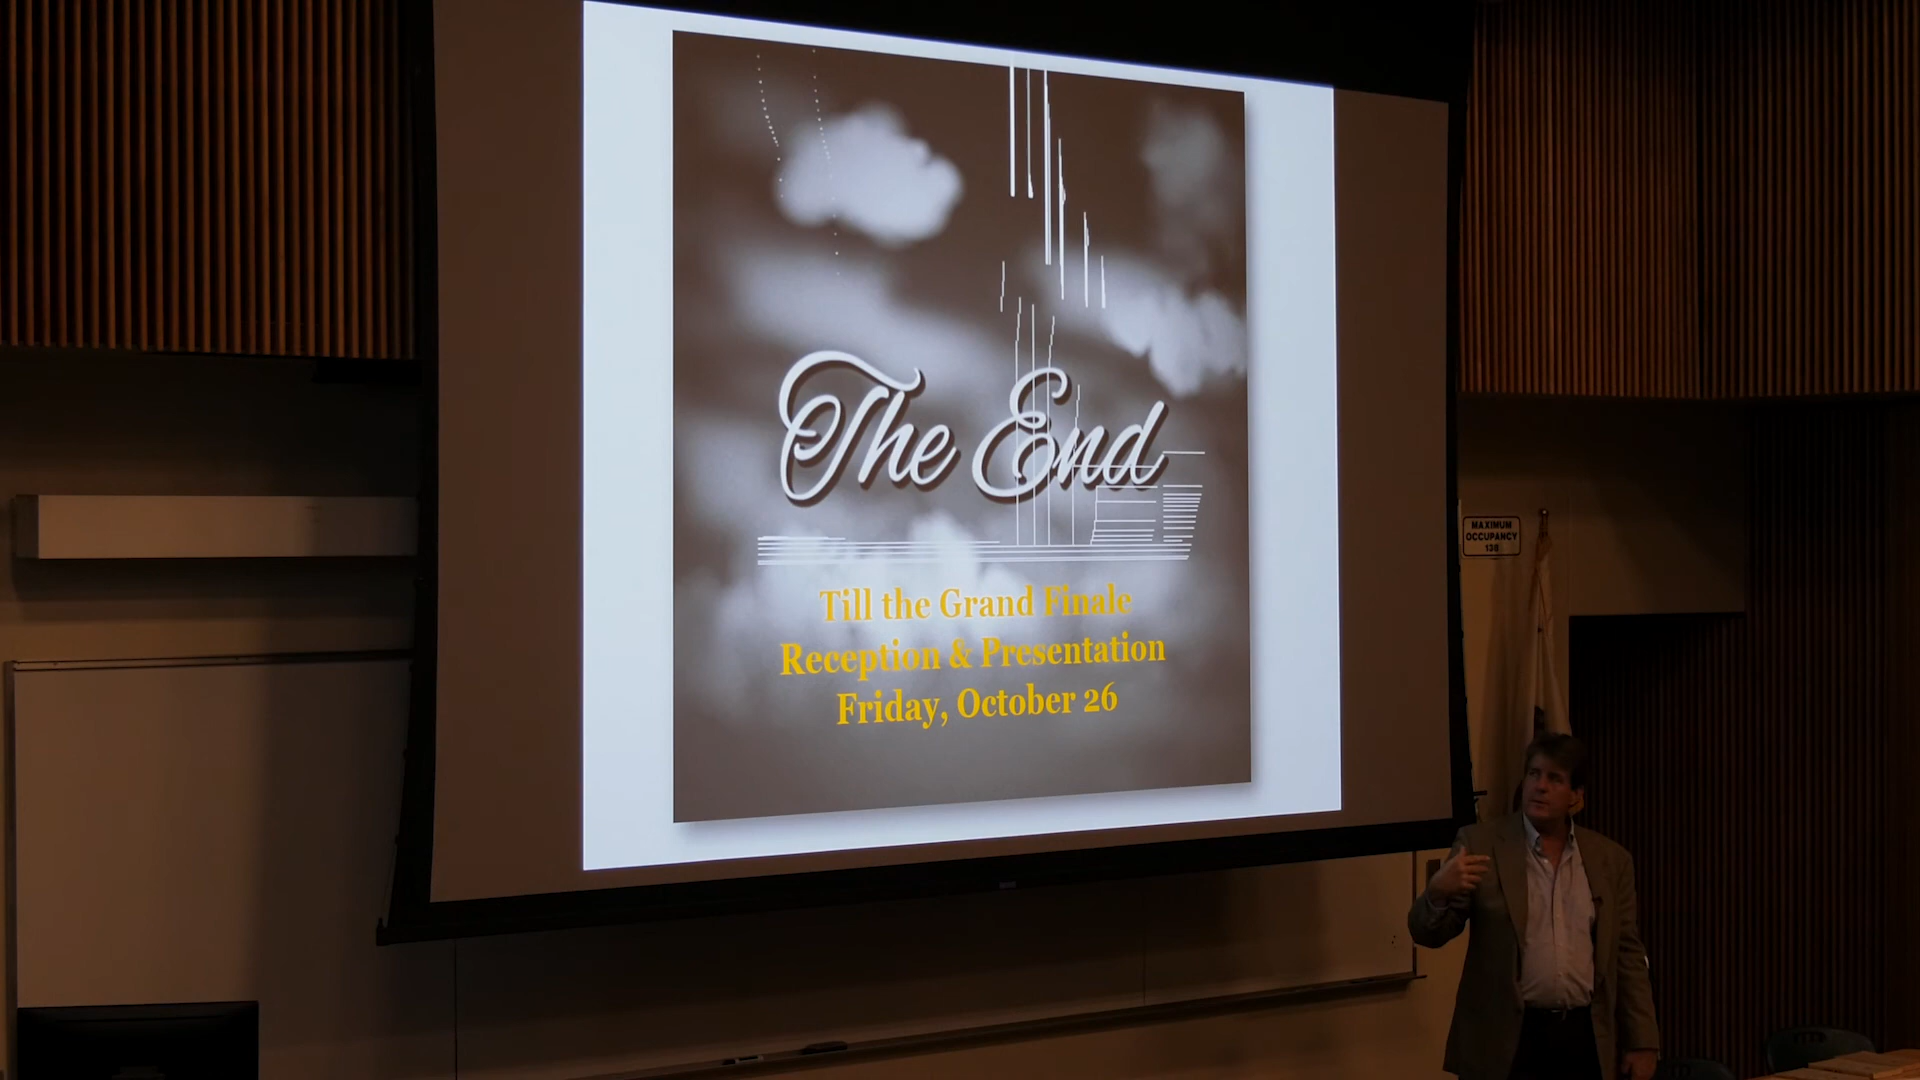 The End
Till the Grand Finale
Reception & Presentation
Friday, October 26
MAXIMUM
OCCUPANCY
138